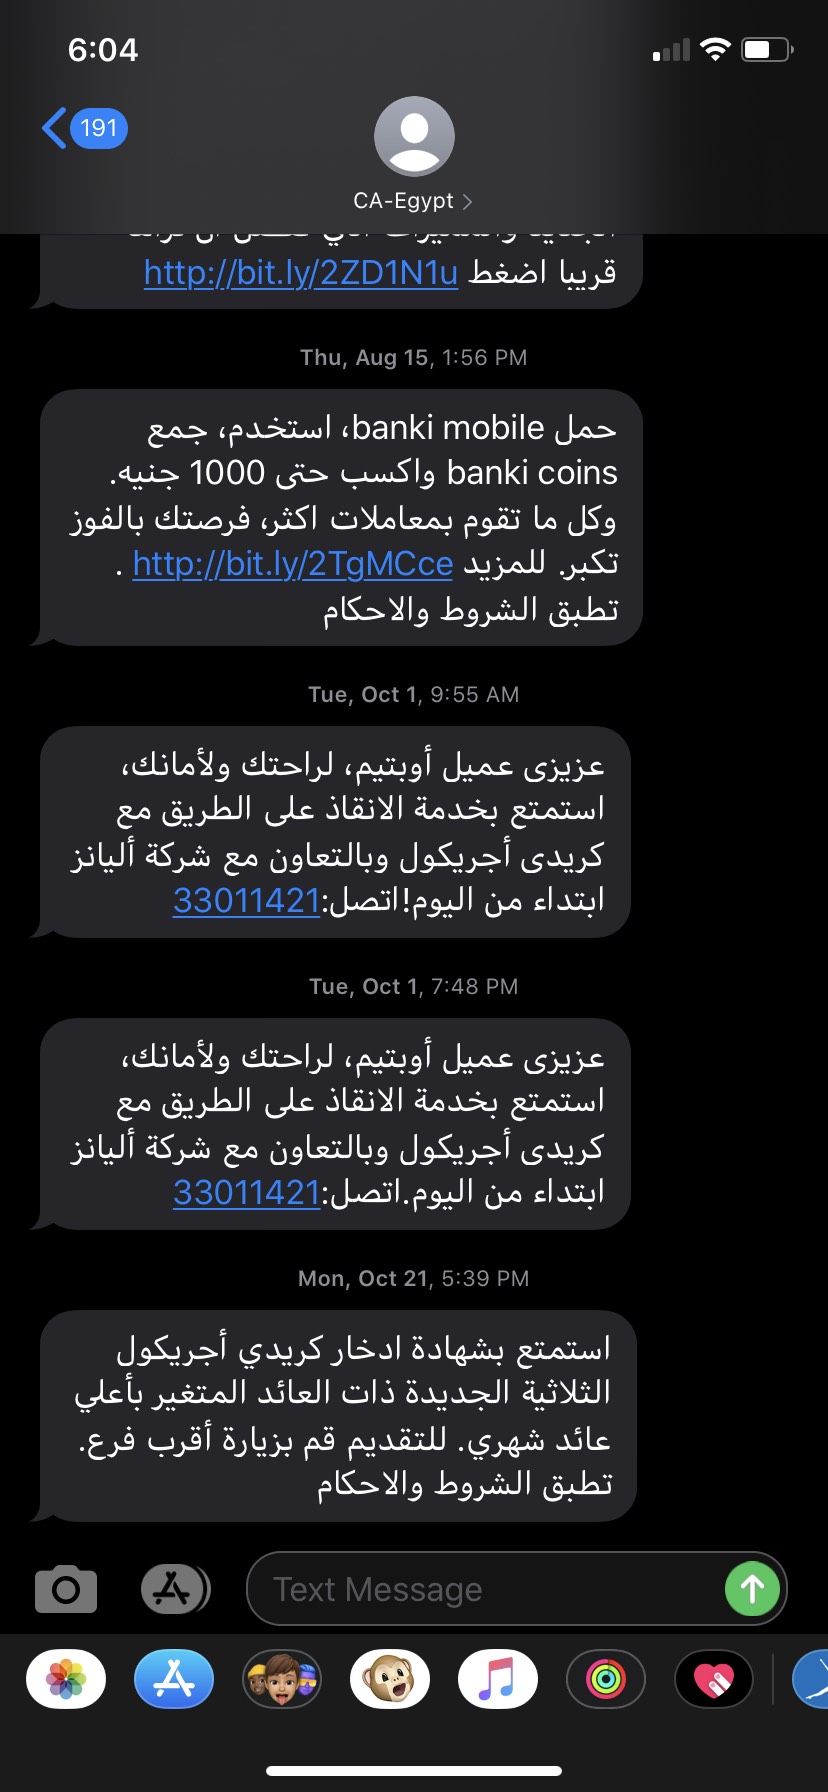 6:04
191
CA-Egypt
قريبا اضغط http://bit.ly/2ZD1N1u
Thu, Aug 15, 1:56 PM
حمل banki mobile، استخدم، جمع
banki coins واكسب حتى 1000 جنيه.
وكل ما تقوم بمعاملات اكثر، فرصتك بالفوز
تكبر. للمزيد http://bit.ly/2TgMCce .
تطبق الشروط والاحكام
Tue, Oct 1, 9:55 AM
عزيزى عميل أوبتيم، لراحتك ولأمانك،
استمتع بخدمة الانقاذ على الطريق مع
كريدى أجريكول وبالتعاون مع شركة أليانز
ابتداء من اليوم!اتصل:33011421
Tue, Oct 1, 7:48 PM
عزيزى عميل أوبتيم، لراحتك ولأمانك،
استمتع بخدمة الانقاذ على الطريق مع
كريدى أجريكول وبالتعاون مع شركة أليانز
ابتداء من اليوم.اتصل:33011421
Mon, Oct 21, 5:39 PM
استمتع بشهادة ادخار كريدي أجريكول
الثلاثية الجديدة ذات العائد المتغير بأعلي
عائد شهري. للتقديم قم بزيارة أقرب فرع.
تطبق الشروط والاحكام
Text Message